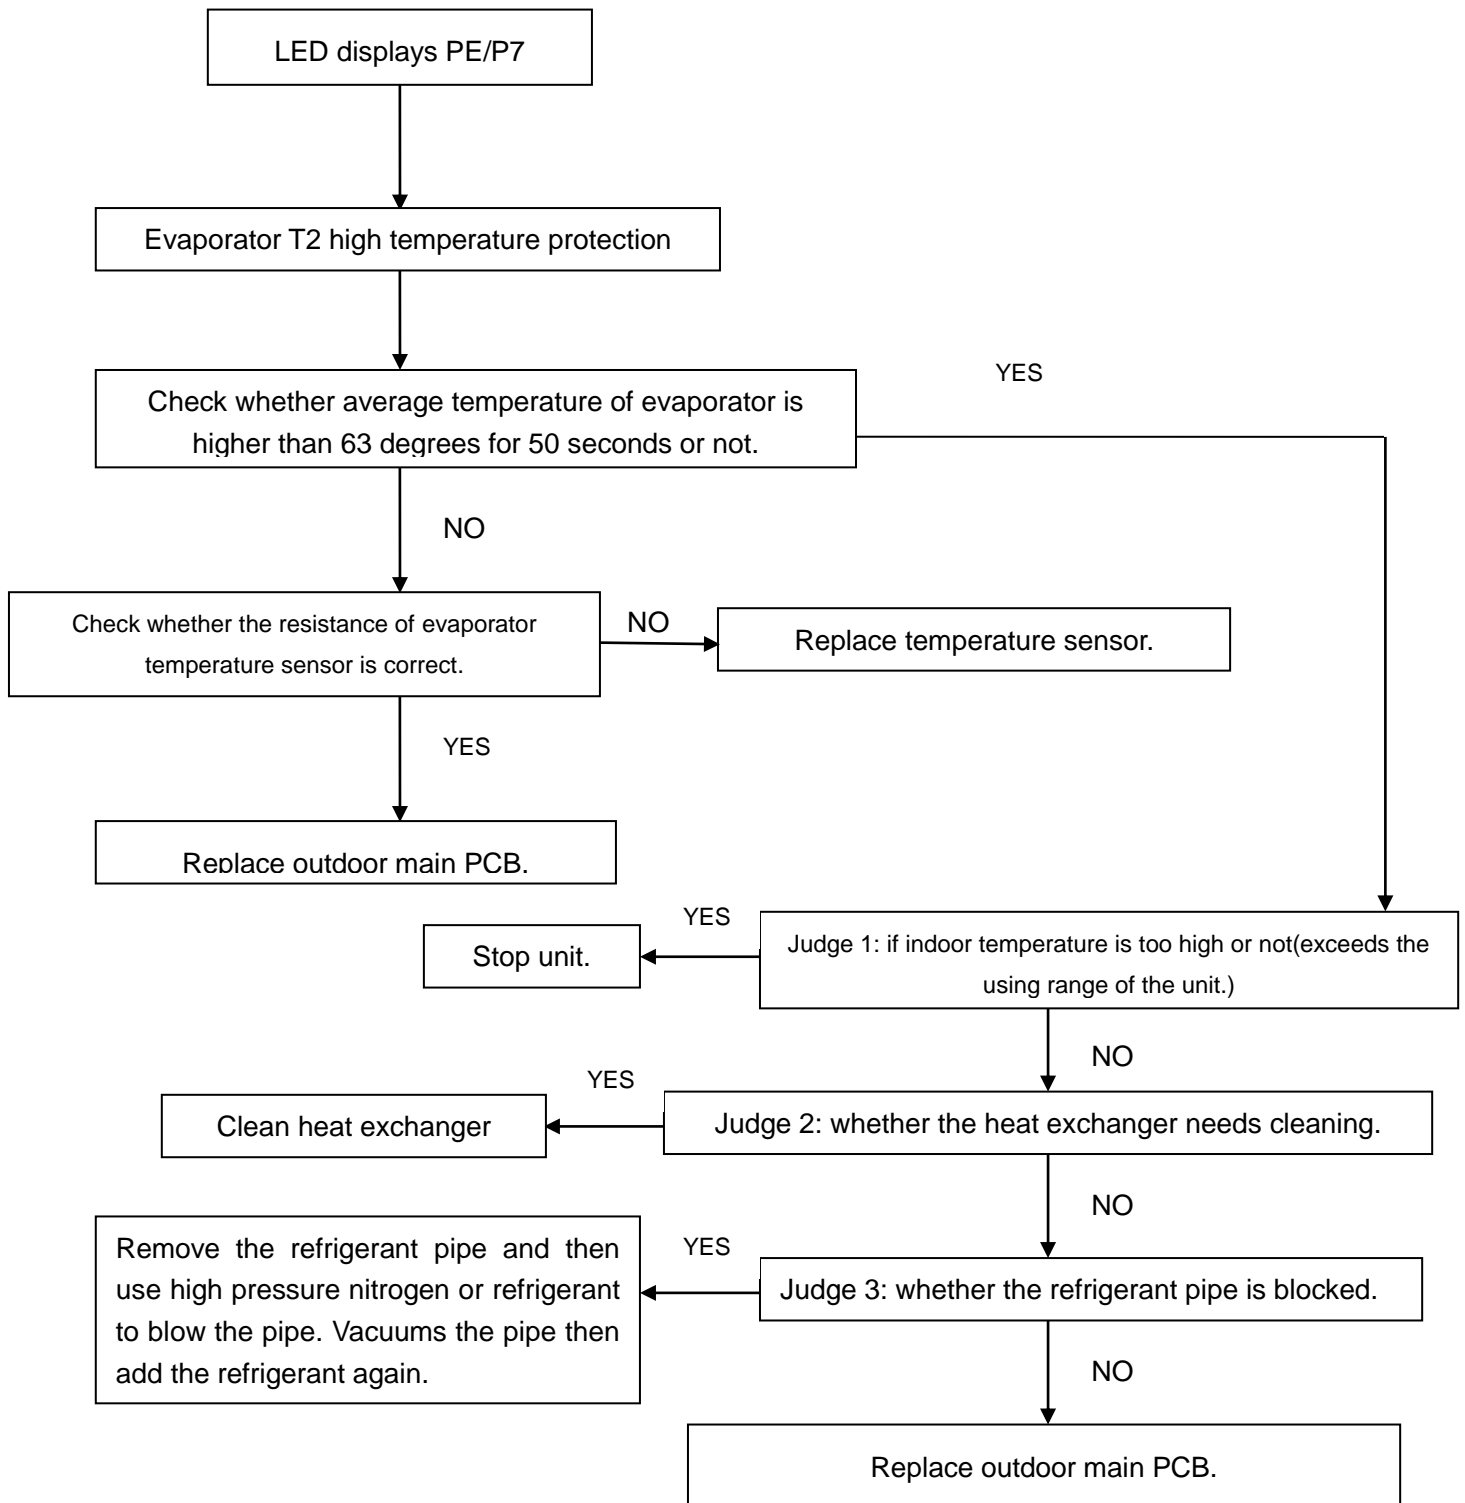 LED displays PE/P7
Evaporator T2 high temperature protection
YES
Check whether average temperature of evaporator is
higher than 63 degrees for 50 seconds or not.
NO
Check whether the resistance of evaporator
temperature sensor is correct.
NO
Replace temperature sensor.
YES
Replace outdoor main PCB.
YES
Stop unit.
Judge 1: if indoor temperature is too high or not(exceeds the
using range of the unit.)
NO
YES
Clean heat exchanger
Judge 2: whether the heat exchanger needs cleaning.
NO
Remove the refrigerant pipe and then
use high pressure nitrogen or refrigerant
to blow the pipe. Vacuums the pipe then
add the refrigerant again.
YES
Judge 3: whether the refrigerant pipe is blocked.
NO
Replace outdoor main PCB.